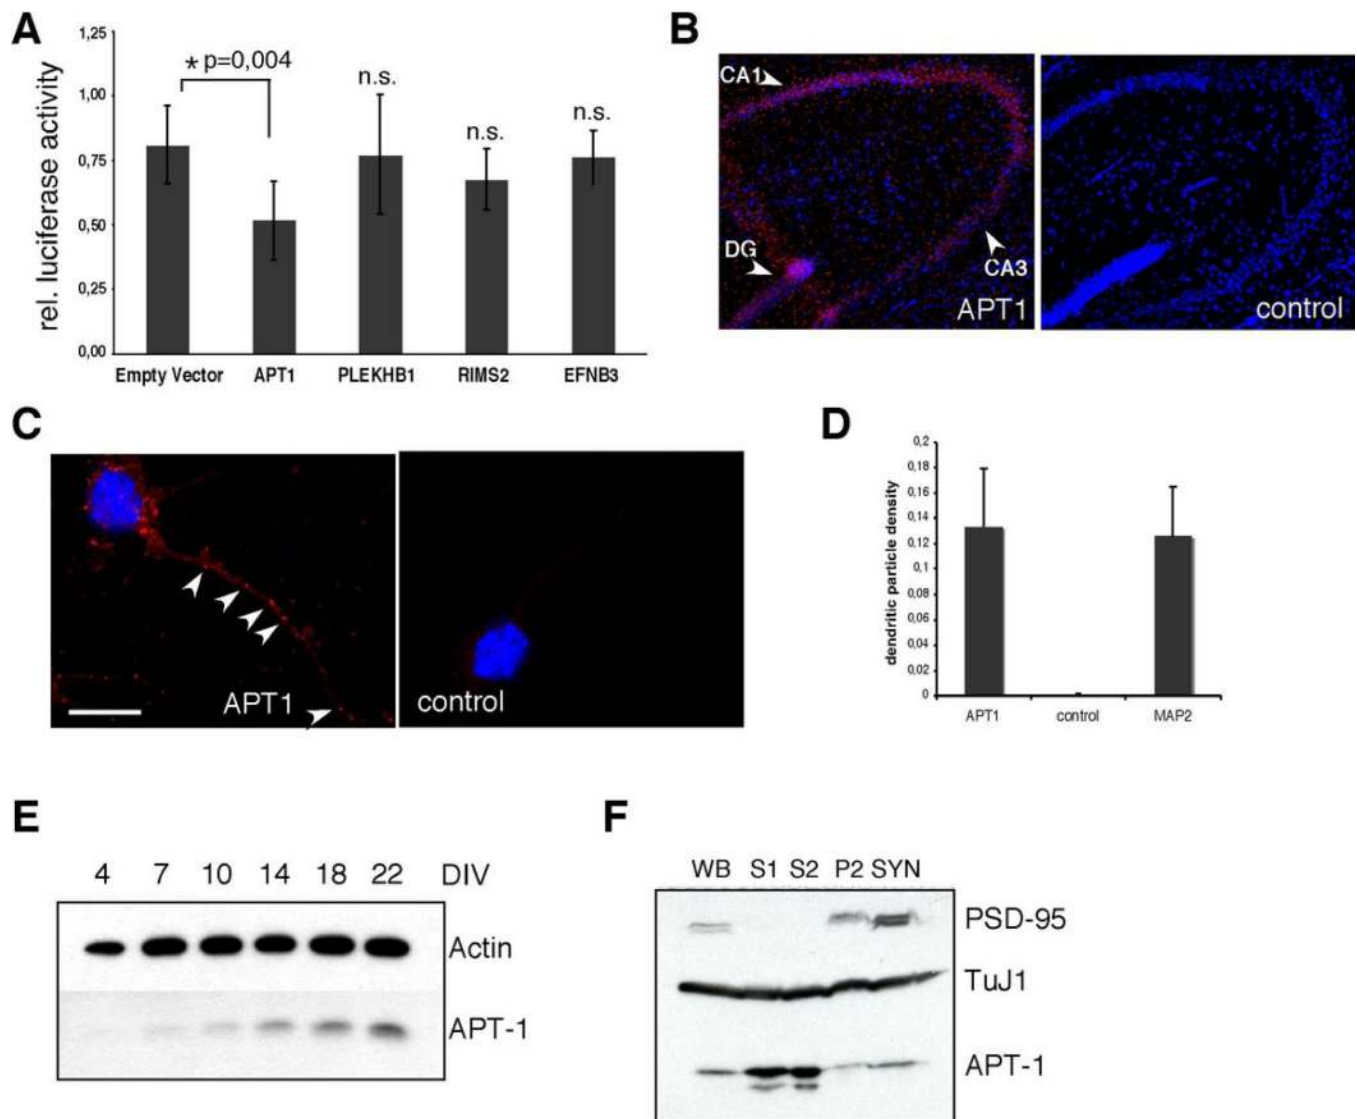 A
1,25
1,00
0,75
0,50
0,25
0,00
rel. luciferase activity
* p=0,004
n.s.
n.s.
n.s.
Empty Vector APT1 PLEKHB1 RIMS2 EFNB3
B
CA1
DG
CA3
APT1
control
C
APT1
control
D
0,2
0,18
0,16
0,14
0,12
0,1
0,08
0,06
0,04
0,02
0
dendritic particle density
APT1 control MAP2
E
4 7 10 14 18 22 DIV
Actin
APT-1
F
WB S1 S2 P2 SYN
PSD-95
TuJ1
APT-1